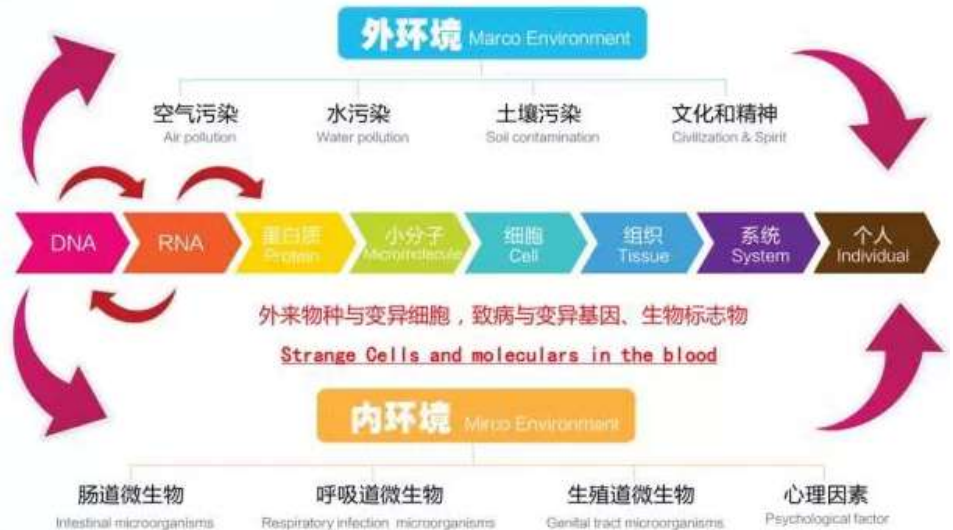 外环境 Marco Environment
空气污染 水污染 土壤污染 文化和精神
Air pollution Water pollution Soil contamination Civilization & Spirit
DNA RNA 蛋白质 小分子 细胞 组织 系统 个人
Protein Micromolecule Cell Tissue System Individual
外来物种与变异细胞，致病与变异基因、生物标志物
Strange Cells and moleculars in the blood
内环境 Mirco Environment
肠道微生物 呼吸道微生物 生殖道微生物 心理因素
Intestinal microorganisms Respiratory infection microorganisms Genital tract microorganisms Psychological factor